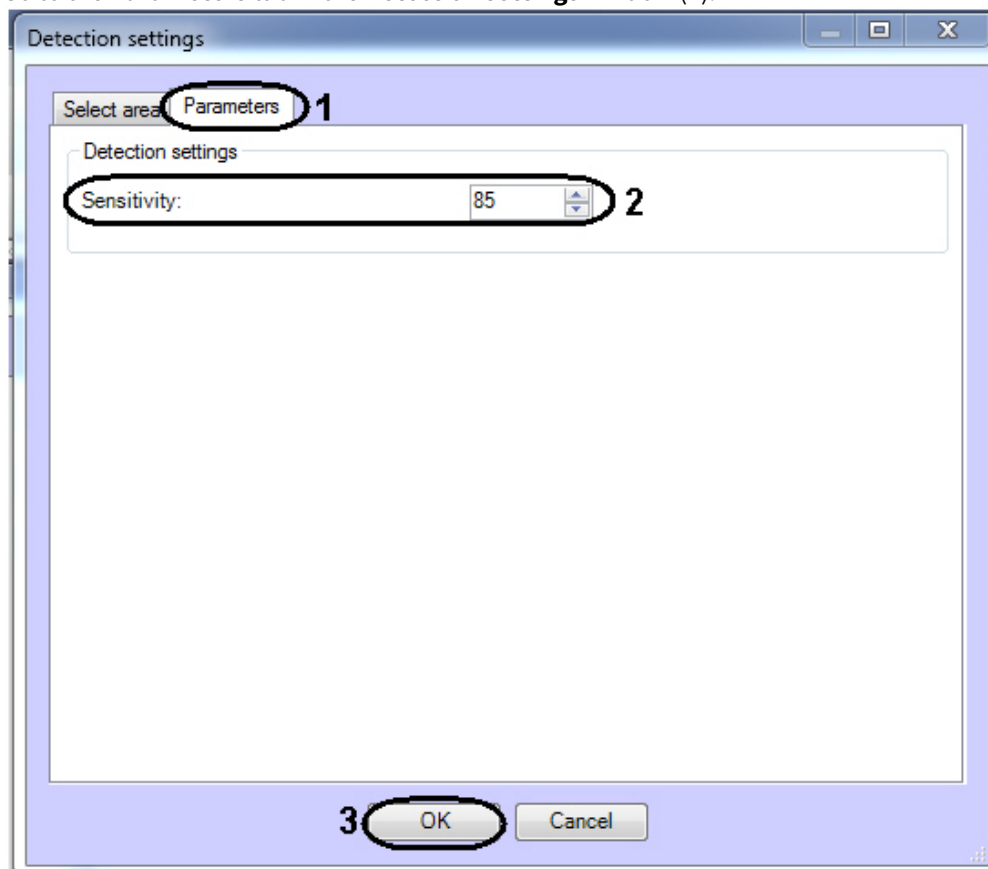 Detection settings
Select area Parameters 1
Detection settings
Sensitivity: 85 2
3 OK Cancel